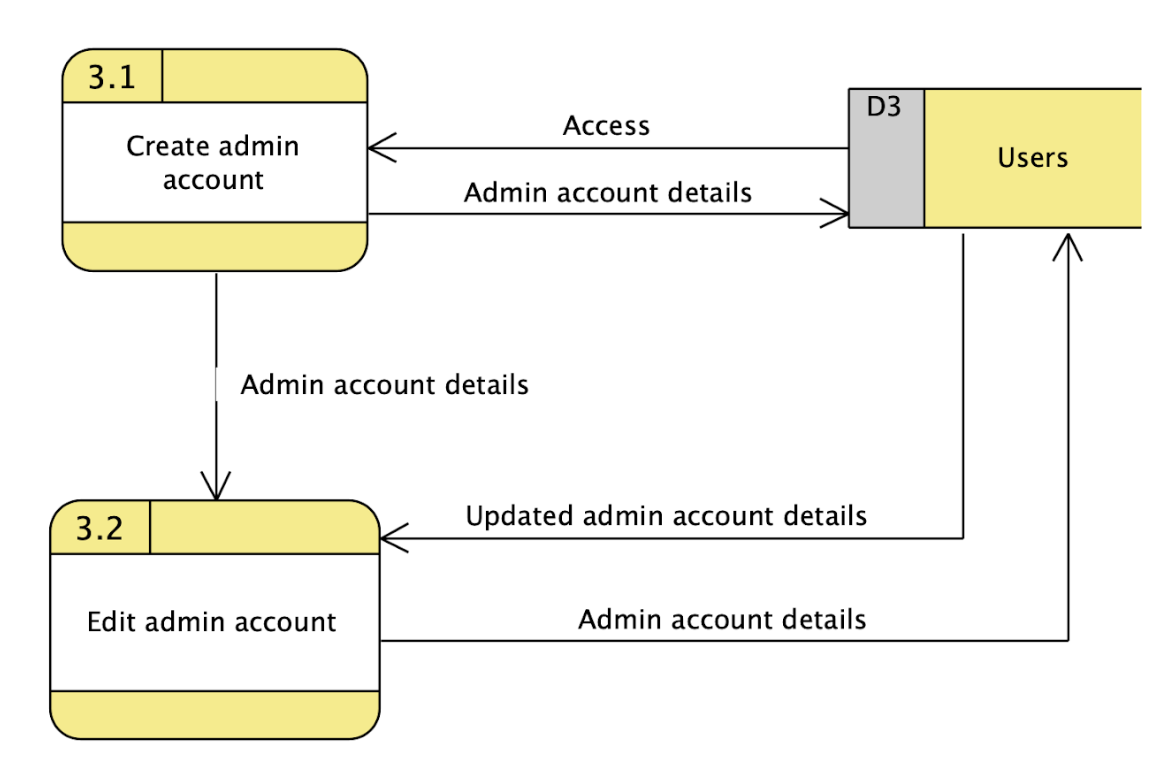 3.1
Create admin
account
Access
Admin account details
D3
Users
Admin account details
3.2
Edit admin account
Updated admin account details
Admin account details